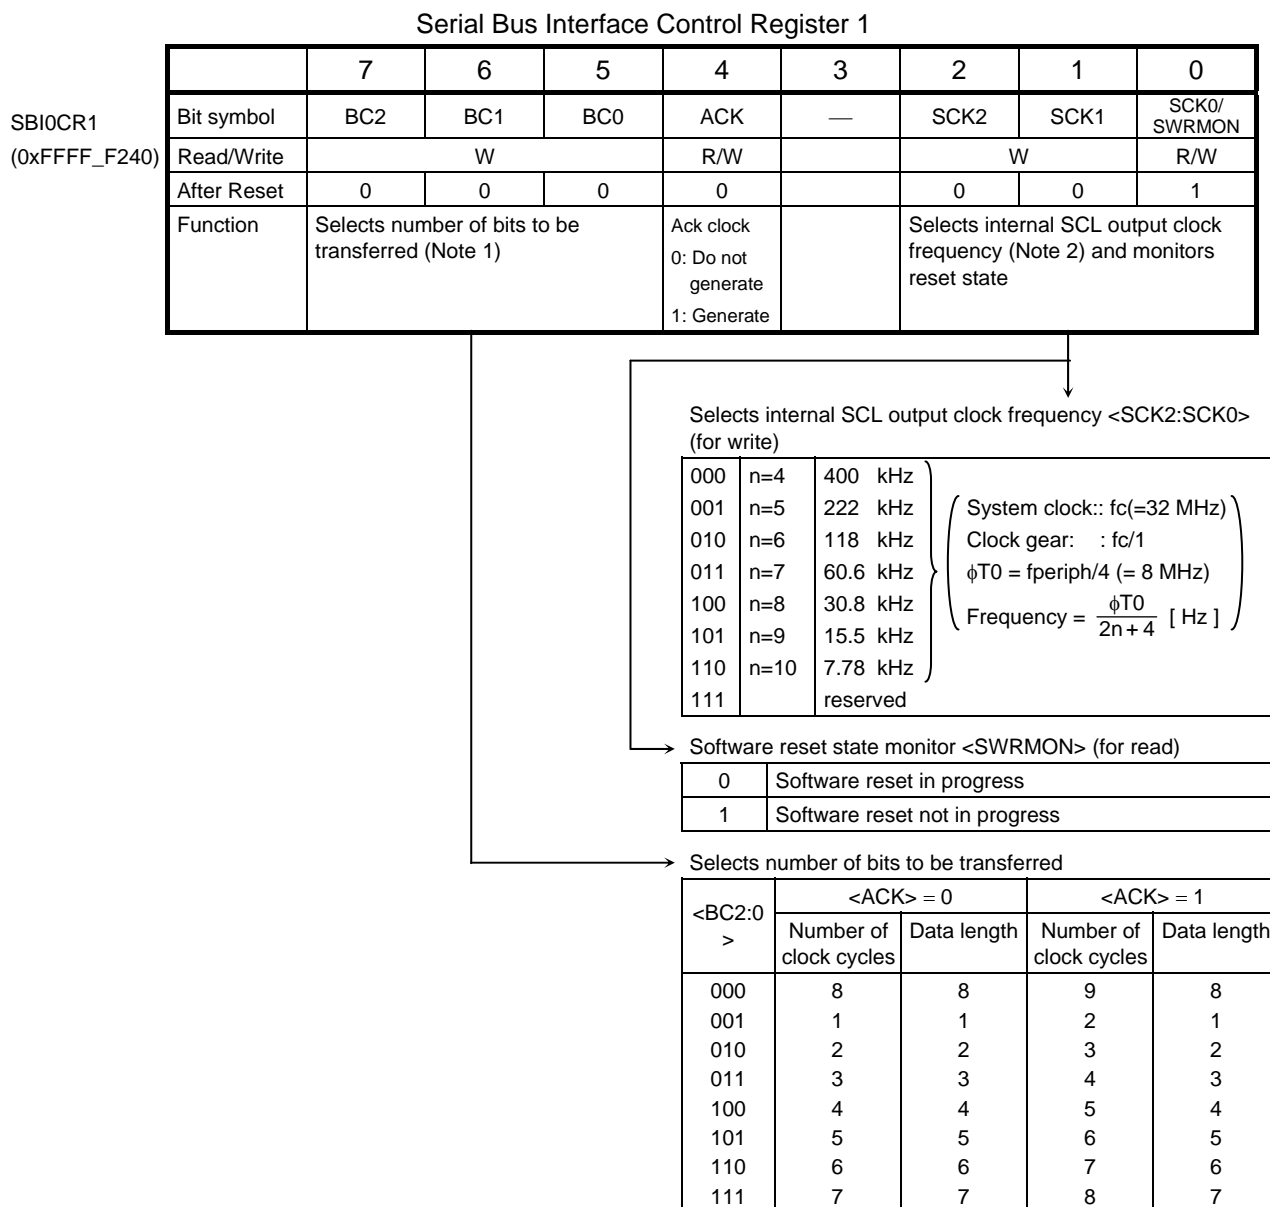 Serial Bus Interface Control Register 1
7 6 5 4 3 2 1 0
SBI0CR1
(0xFFFF_F240)
Bit symbol BC2 BC1 BC0 ACK — SCK2 SCK1 SCK0/ SWRMON
Read/Write W R/W W R/W
After Reset 0 0 0 0 0 0 1
Function
Selects number of bits to be
transferred (Note 1)
Ack clock
0: Do not
generate
1: Generate
Selects internal SCL output clock
frequency (Note 2) and monitors
reset state
Selects internal SCL output clock frequency <SCK2:SCK0>
(for write)
000 n=4 400 kHz
001 n=5 222 kHz
010 n=6 118 kHz
011 n=7 60.6 kHz
100 n=8 30.8 kHz
101 n=9 15.5 kHz
110 n=10 7.78 kHz
111 reserved
System clock:: fc(=32 MHz)
Clock gear: : fc/1
ϕT0 = fperiph/4 (= 8 MHz)
Frequency = ϕT0 / 2n + 4 [ Hz ]
Software reset state monitor <SWRMON> (for read)
0 Software reset in progress
1 Software reset not in progress
Selects number of bits to be transferred
<BC2:0
>
<ACK> = 0 <ACK> = 1
Number of clock cycles Data length Number of clock cycles Data length
000 8 8 9 8
001 1 1 2 1
010 2 2 3 2
011 3 3 4 3
100 4 4 5 4
101 5 5 6 5
110 6 6 7 6
111 7 7 8 7